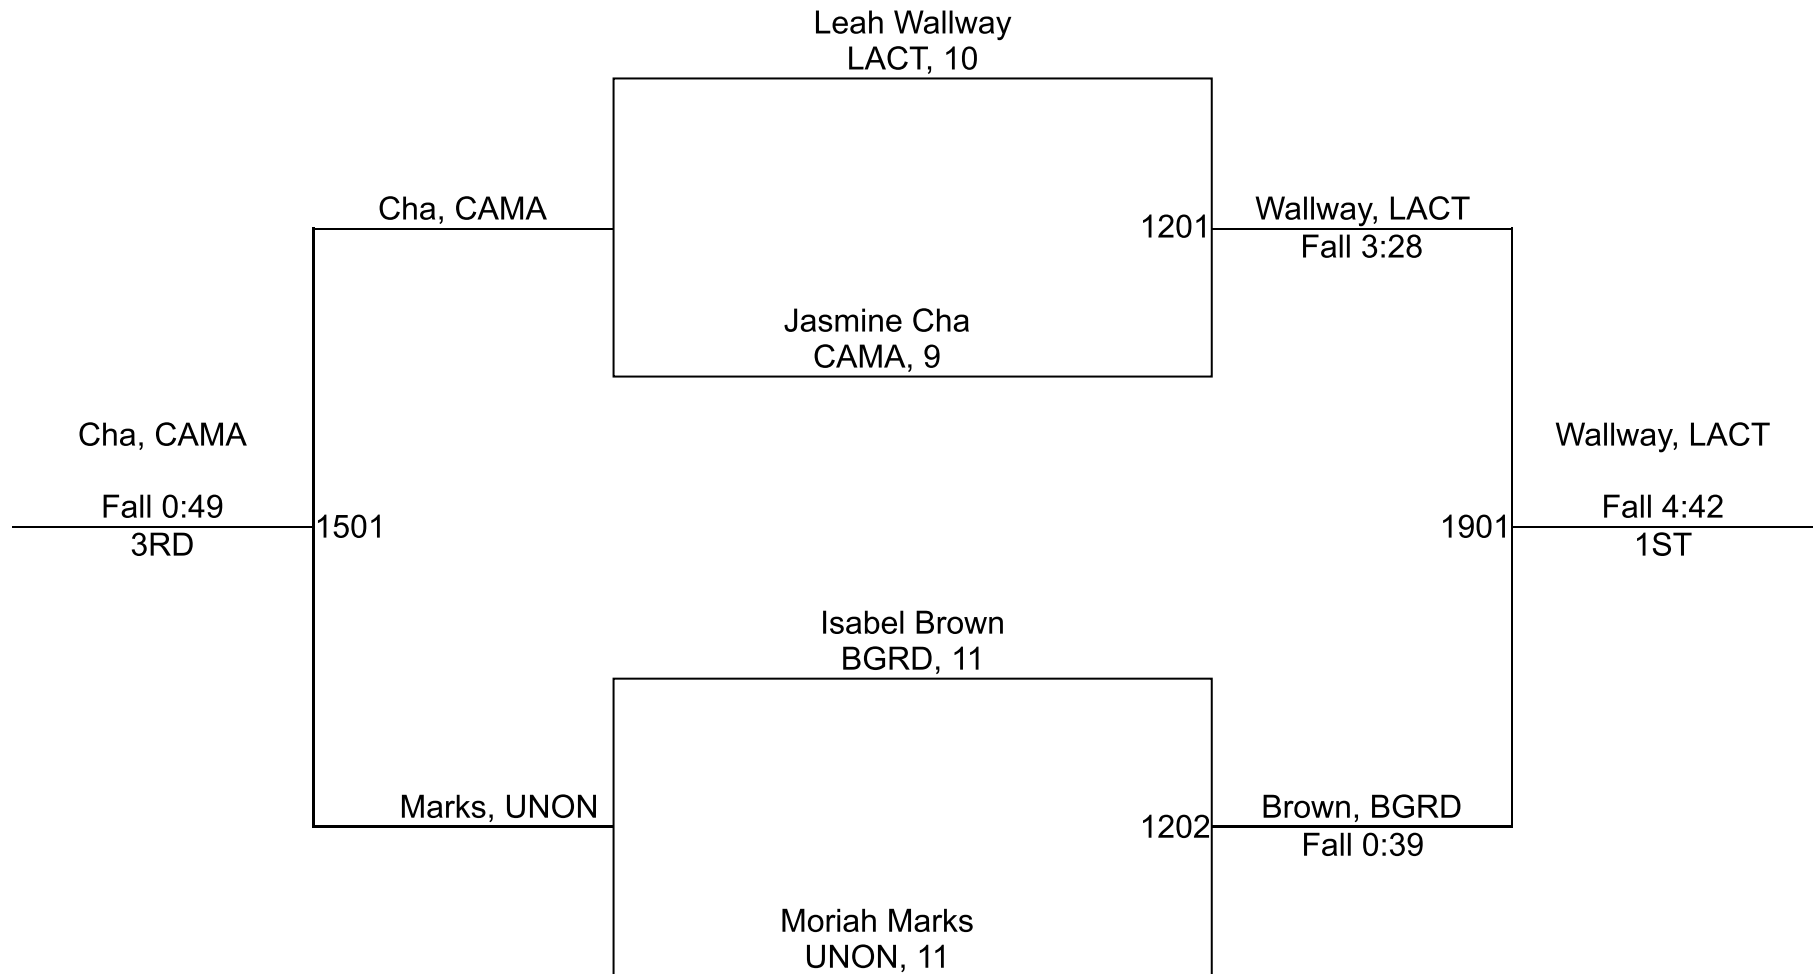 Leah Wallway
LACT, 10
Cha, CAMA
1201
Wallway, LACT
Fall 3:28
Jasmine Cha
CAMA, 9
Cha, CAMA
Fall 0:49
3RD
1501
Wallway, LACT
1901
Fall 4:42
1ST
Isabel Brown
BGRD, 11
Marks, UNON
1202
Brown, BGRD
Fall 0:39
Moriah Marks
UNON, 11